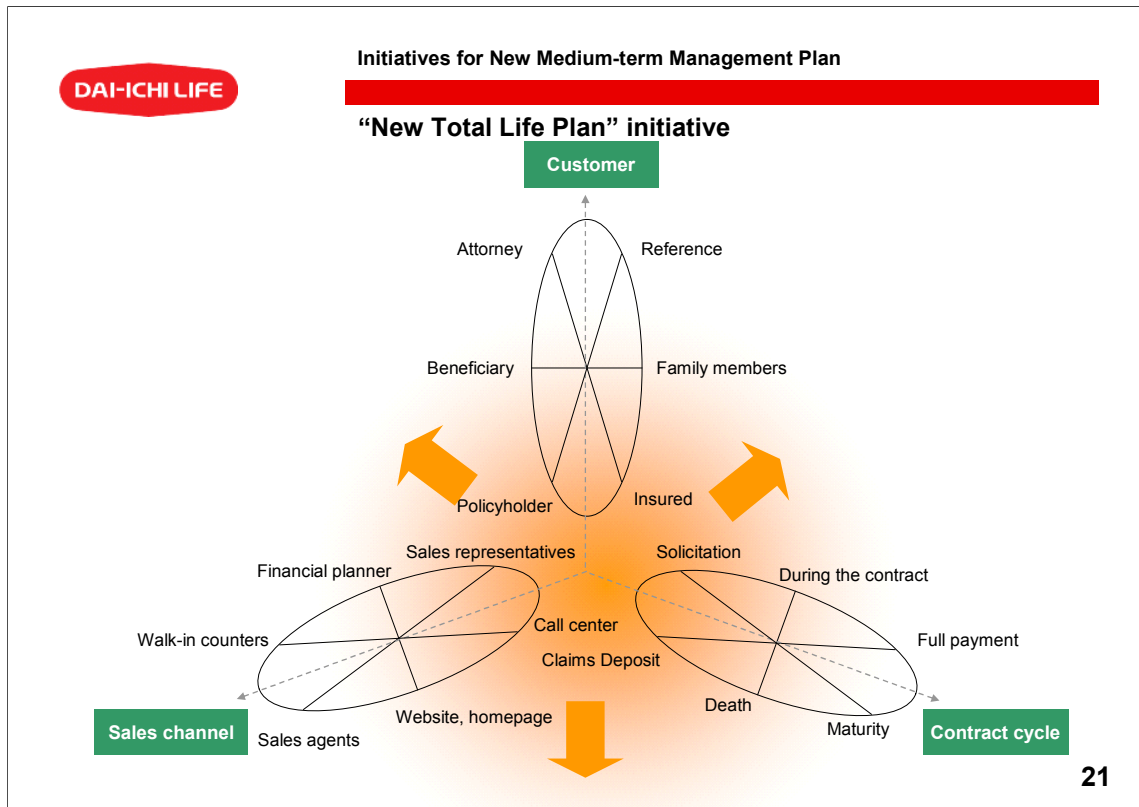 DAI-ICHI LIFE
Initiatives for New Medium-term Management Plan
“New Total Life Plan” initiative
Customer
Attorney
Reference
Beneficiary
Family members
Policyholder
Insured
Sales representatives
Solicitation
Financial planner
During the contract
Walk-in counters
Call center
Full payment
Claims Deposit
Death
Website, homepage
Maturity
Sales agents
Sales channel
Contract cycle
21